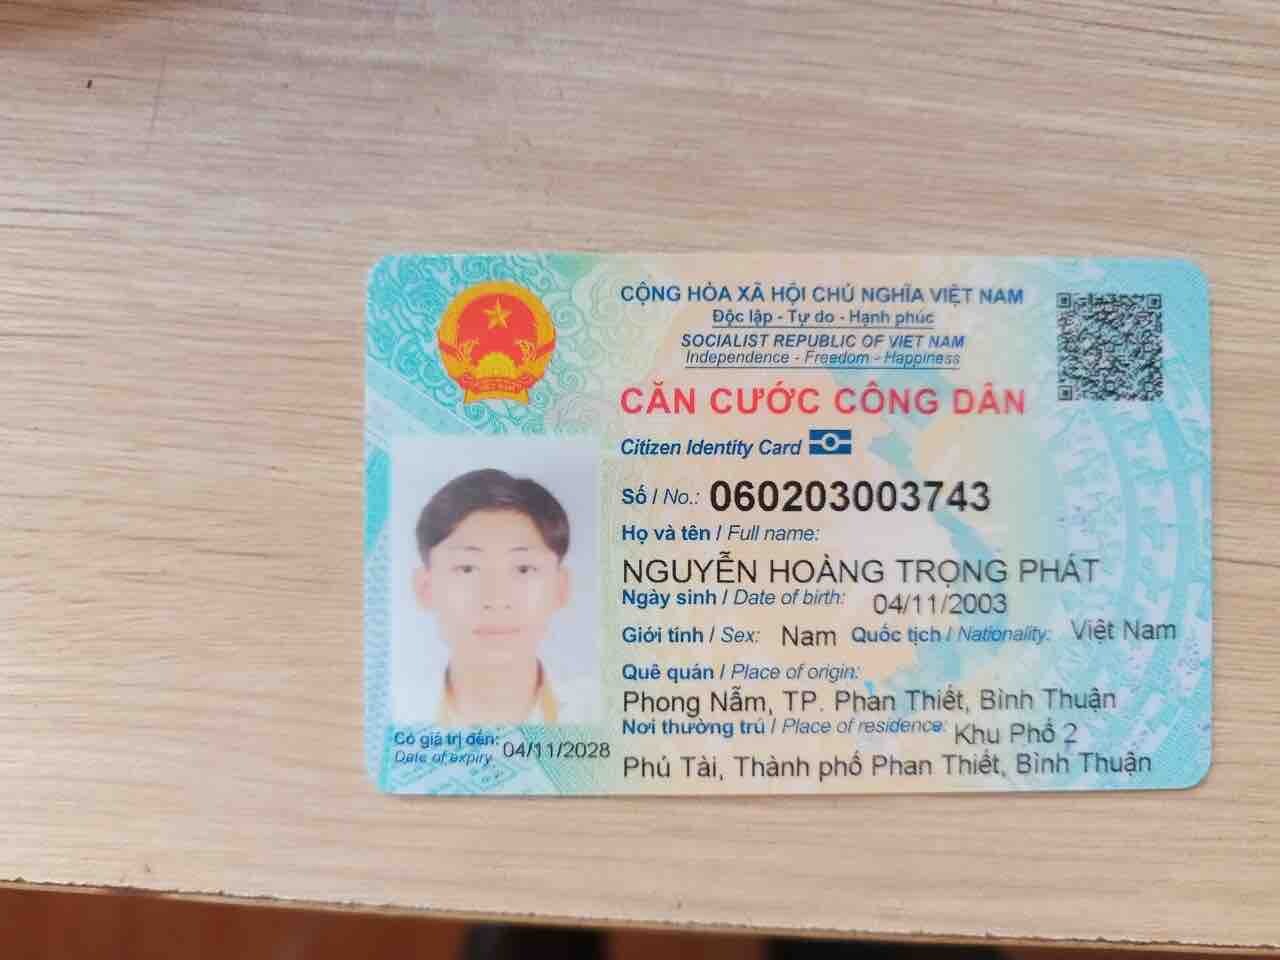 CỘNG HÒA XÃ HỘI CHỦ NGHĨA VIỆT NAM
Độc lập - Tự do - Hạnh phúc
SOCIALIST REPUBLIC OF VIET NAM
Independence - Freedom - Happiness
CĂN CƯỚC CÔNG DÂN
Citizen Identity Card
Số / No.: 060203003743
Họ và tên / Full name:
NGUYỄN HOÀNG TRỌNG PHÁT
Ngày sinh / Date of birth: 04/11/2003
Giới tính / Sex: Nam Quốc tịch / Nationality: Việt Nam
Quê quán / Place of origin:
Phong Nẫm, TP. Phan Thiết, Bình Thuận
Nơi thường trú / Place of residence: Khu Phố 2
Phú Tài, Thành phố Phan Thiết, Bình Thuận
Có giá trị đến: 04/11/2028
Date of expiry